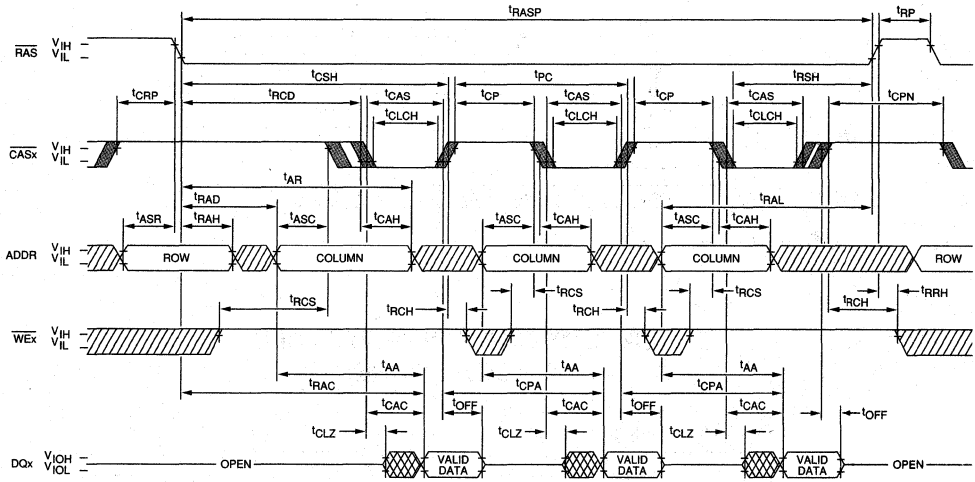 tRASP tRP
RAS VIH
VIL
tCSH tPC tRSH
tCRP tRCD tCAS tCP tCAS tCP tCAS tCPN
tCLCH tCLCH tCLCH
CASx VIH
VIL
tAR
tRAD tRAL
tASR tRAH tASC tCAH tASC tCAH tASC tCAH
ADDR VIH
VIL
ROW COLUMN COLUMN COLUMN ROW
tRCS tRCH tRCS tRCH tRCS tRCH tRRH
WEx VIH
VIL
tAA tAA tAA
tRAC tCPA tCPA
tCAC tOFF tCAC tOFF tCAC tOFF
tCLZ tCLZ tCLZ
DQx VIOH
VIOL
OPEN VALID DATA VALID DATA VALID DATA OPEN